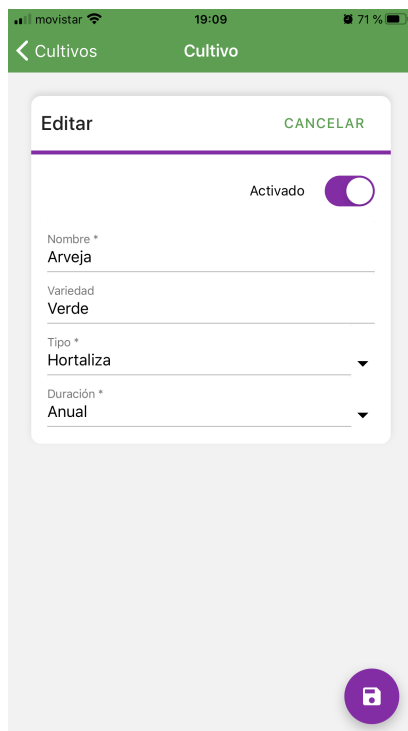 movistar 19:09 71 %
Cultivos Cultivo
Editar CANCELAR
Activado
Nombre *
Arveja
Variedad
Verde
Tipo *
Hortaliza
Duración *
Anual